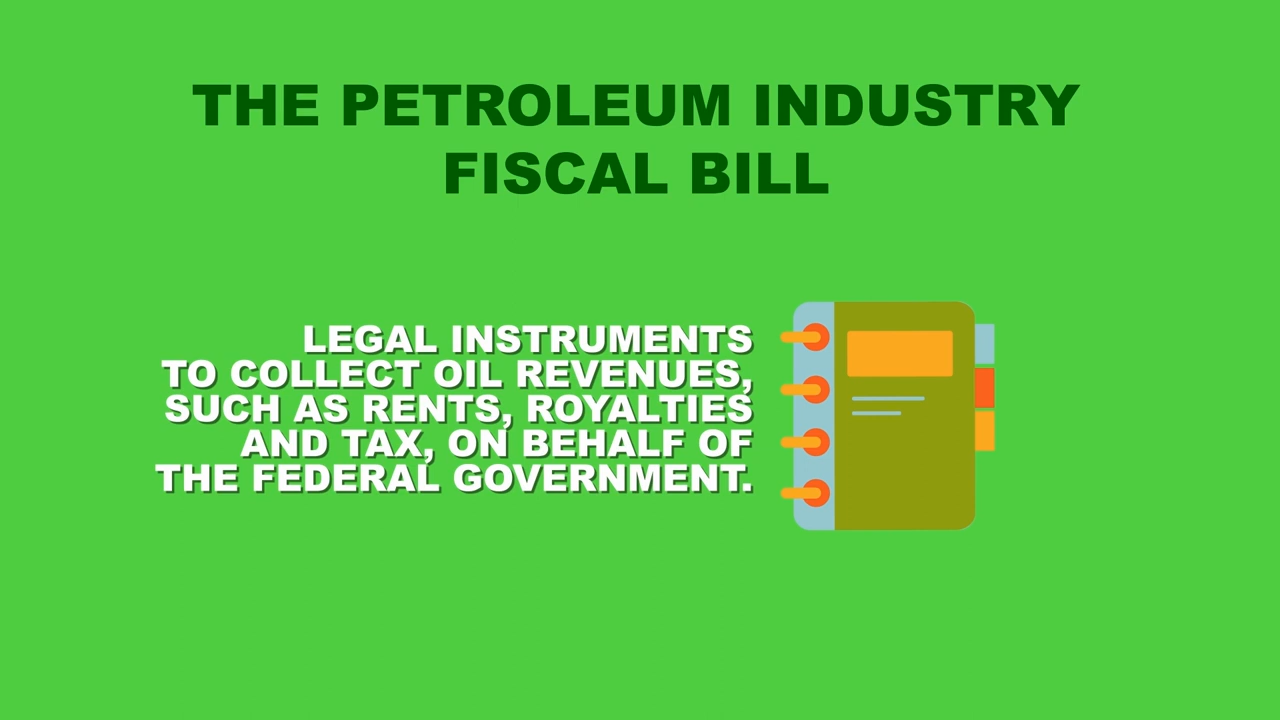 THE PETROLEUM INDUSTRY
FISCAL BILL
LEGAL INSTRUMENTS
TO COLLECT OIL REVENUES,
SUCH AS RENTS, ROYALTIES
AND TAX, ON BEHALF OF
THE FEDERAL GOVERNMENT.